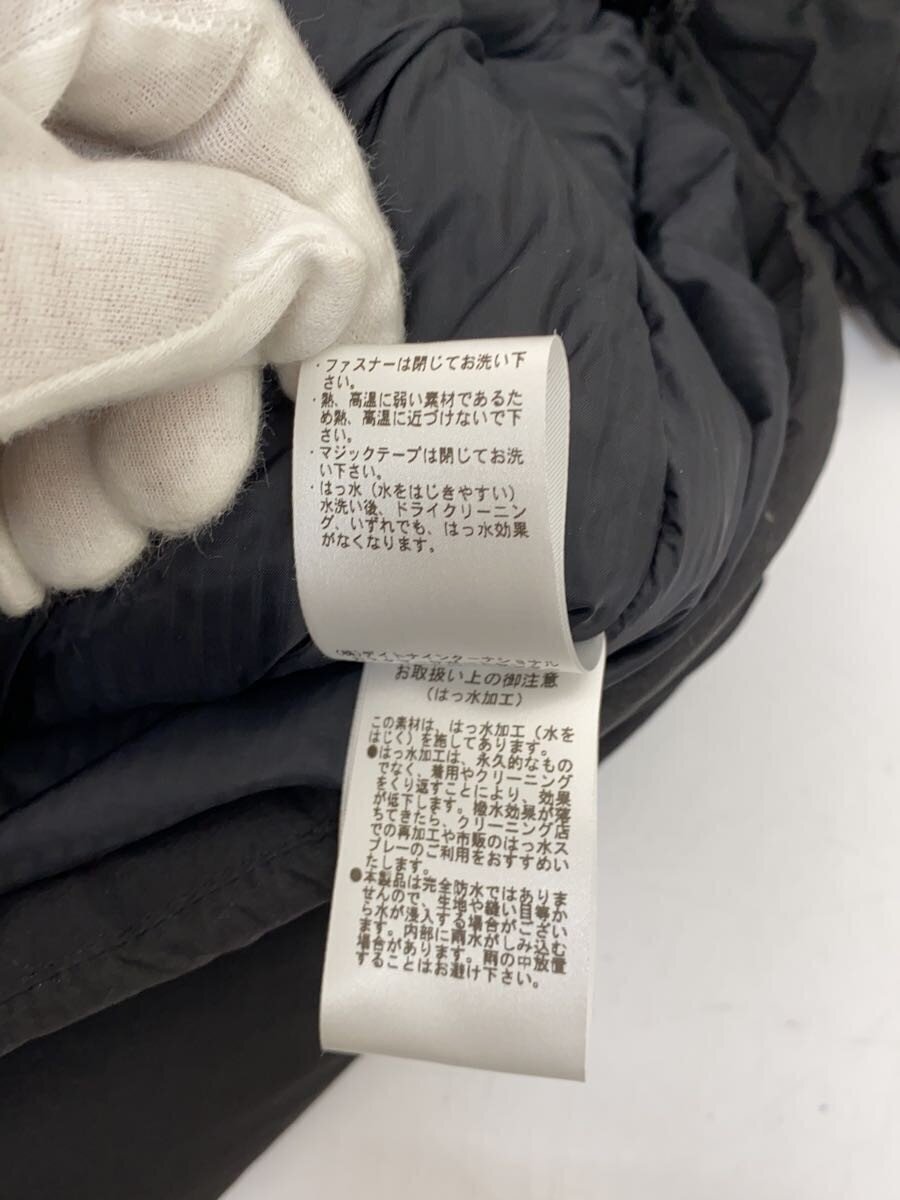 ・ファスナーは閉じてお洗い下
さい。
・熱、高温に弱い素材であるた
め熱、高温に近づけないで下
さい。
・マジックテープは閉じてお洗
い下さい。
・はっ水（水をはじきやすい）
水洗い後、ドライクリーニン
グ、いずれでも、はっ水効果
がなくなります。
(株)デイトナインターナショナル
お取扱い上の御注意
（はっ水加工）
この素材は、はっ水加工（水を
はじく）を施してあります。
●はっ水加工は、永久的なもの
でなく、着用やクリーニング
をくり返すことにより、効果
が低下します。撥水効果が落
ちてきたら、クリーニング店
での再加工や市販のはっ水ス
プレーのご利用をおすすめい
たします。
●本製品は完全防水ではありま
せんので、生地や縫い目等か
ら水が浸入する場合がござい
ます。内部に雨水がしみ込む
場合があります。雨の中放置
することはお避け下さい。